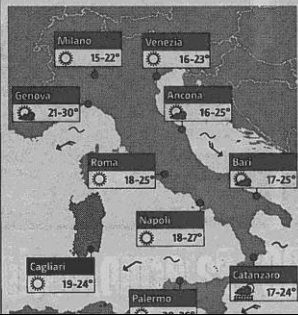 Milano
15-22°
Venezia
16-23°
Genova
21-30°
Ancona
16-25°
Roma
18-25°
Bari
17-25°
Napoli
18-27°
Cagliari
19-24°
Catanzaro
17-24°
Palermo